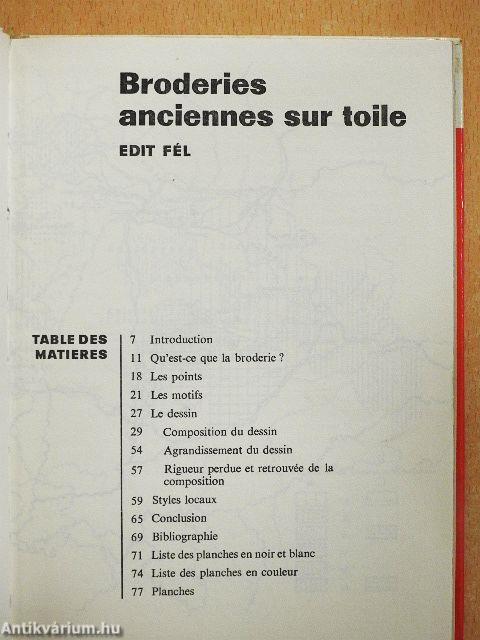 Broderies
anciennes sur toile
EDIT FÉL
TABLE DES
MATIERES
7 Introduction
11 Qu'est-ce que la broderie ?
18 Les points
21 Les motifs
27 Le dessin
29 Composition du dessin
54 Agrandissement du dessin
57 Rigueur perdue et retrouvée de la
composition
59 Styles locaux
65 Conclusion
69 Bibliographie
71 Liste des planches en noir et blanc
74 Liste des planches en couleur
77 Planches
Antikvárium.hu